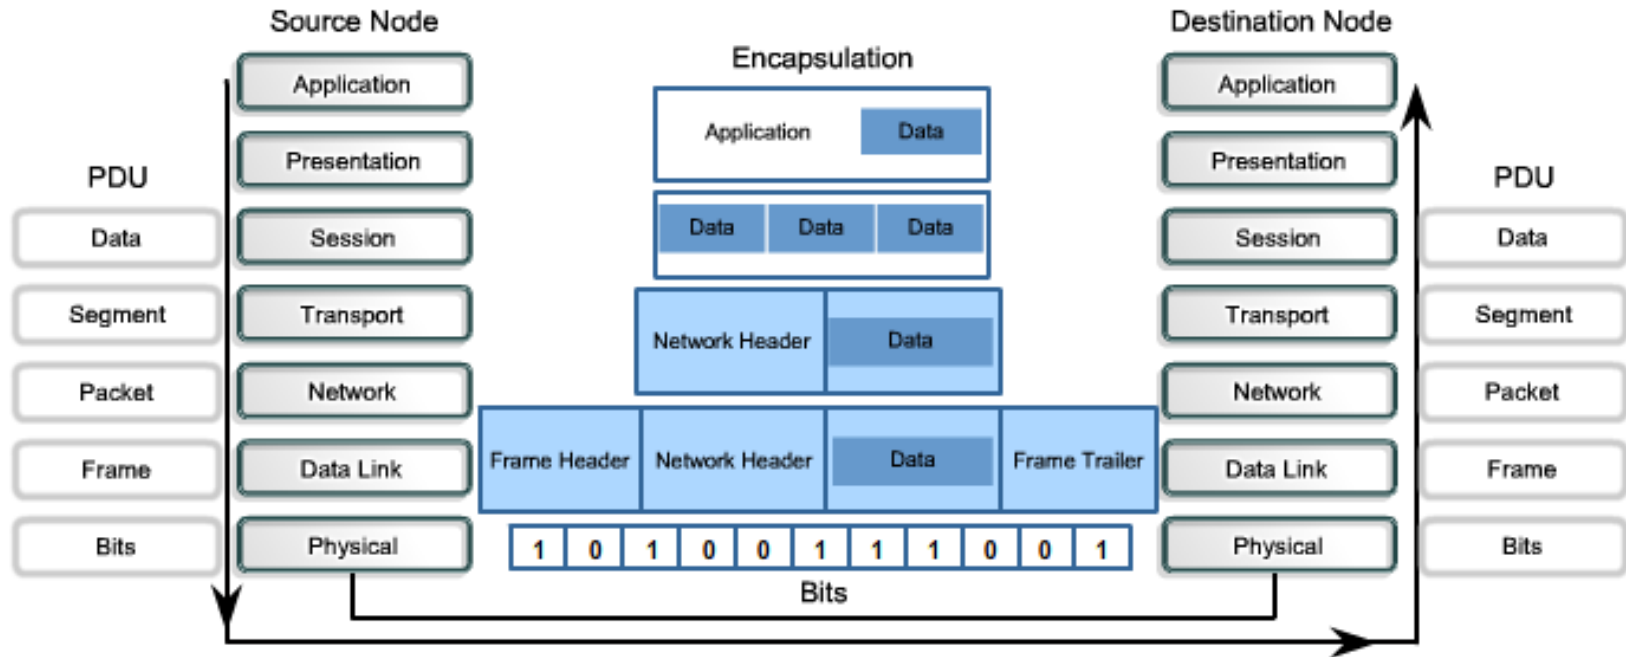 Source Node
Destination Node
Encapsulation
Application
Application
Data
Application
Presentation
Presentation
PDU
PDU
Data
Session
Data
Data
Data
Session
Data
Segment
Transport
Network Header
Data
Transport
Segment
Packet
Network
Network
Packet
Frame
Data Link
Frame Header
Network Header
Data
Frame Trailer
Data Link
Frame
Bits
Physical
1 0 1 0 0 1 1 1 0 0 1
Physical
Bits
Bits